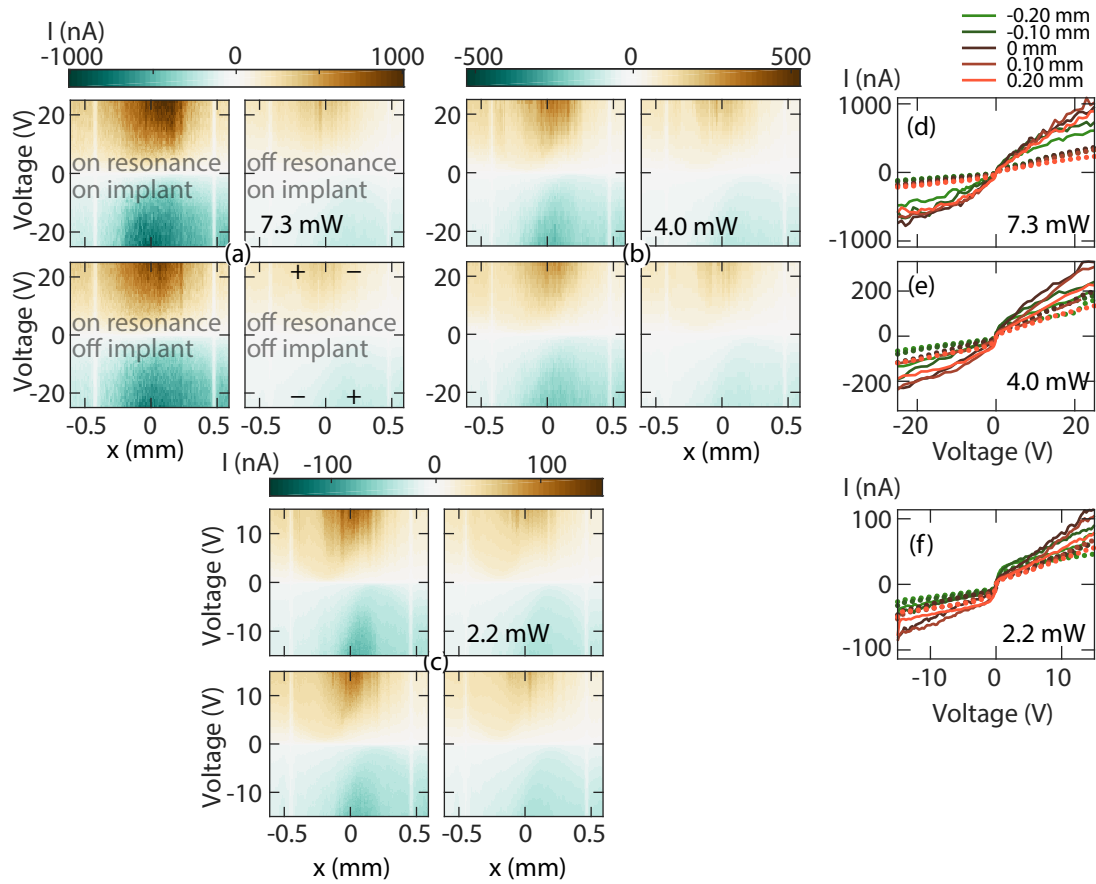 I (nA)
-1000 0 1000
-500 0 500
-0.20 mm
-0.10 mm
0 mm
0.10 mm
0.20 mm
Voltage (V)
20
0
-20
on resonance
on implant
off resonance
on implant
7.3 mW
(a)
Voltage (V)
20
0
-20
on resonance
off implant
off resonance
off implant
+ −
− +
-0.5 0 0.5
x (mm)
20
0
-20
4.0 mW
(b)
20
0
-20
-0.5 0 0.5
x (mm)
I (nA)
1000
0
-1000
(d)
7.3 mW
200
0
-200
(e)
4.0 mW
-20 0 20
Voltage (V)
I (nA)
-100 0 100
Voltage (V)
10
0
-10
2.2 mW
(c)
Voltage (V)
10
0
-10
-0.5 0 0.5
x (mm)
I (nA)
100
0
-100
(f)
2.2 mW
-10 0 10
Voltage (V)